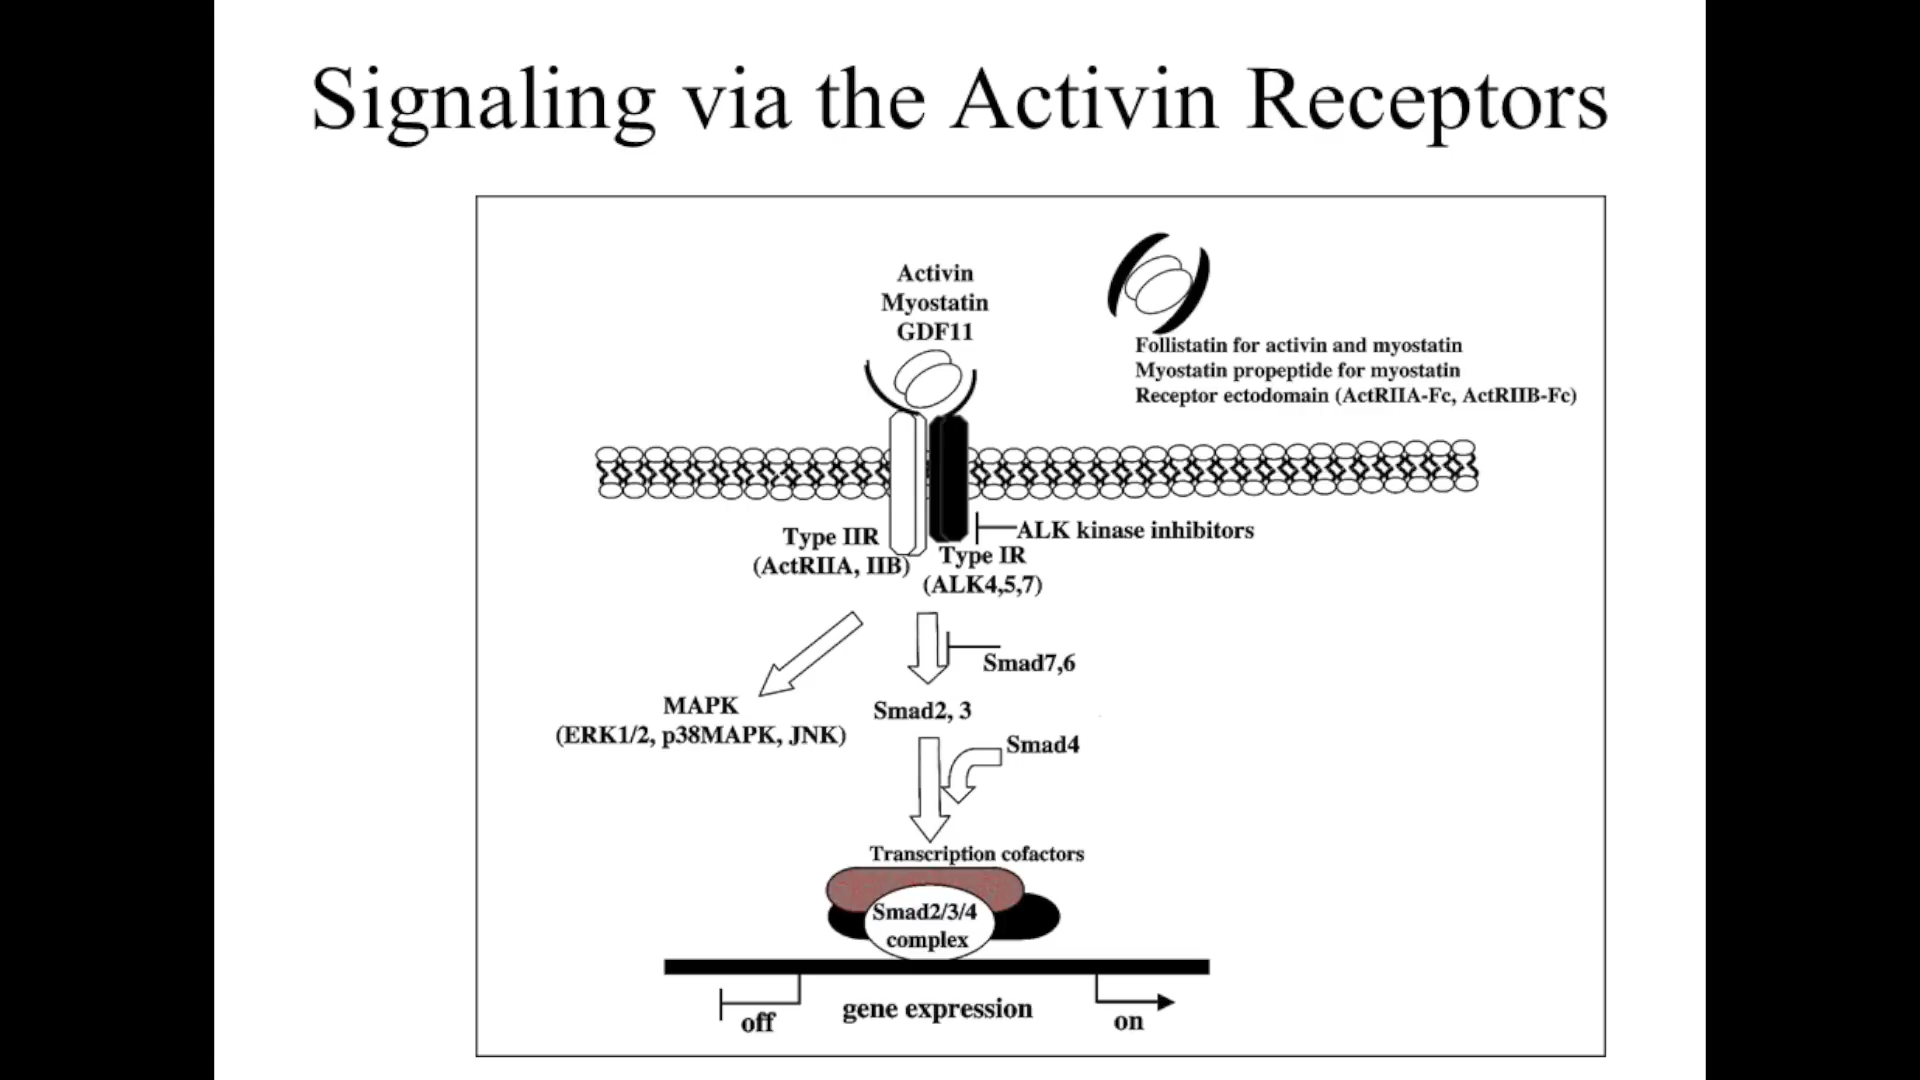 Signaling via the Activin Receptors
Activin
Myostatin
GDF11
Follistatin for activin and myostatin
Myostatin propeptide for myostatin
Receptor ectodomain (ActRIIA-Fc, ActRIIB-Fc)
Type IIR
(ActRIIA, IIB)
ALK kinase inhibitors
Type IR
(ALK4,5,7)
Smad7,6
MAPK
(ERK1/2, p38MAPK, JNK)
Smad2, 3
Smad4
Transcription cofactors
Smad2/3/4
complex
off
gene expression
on